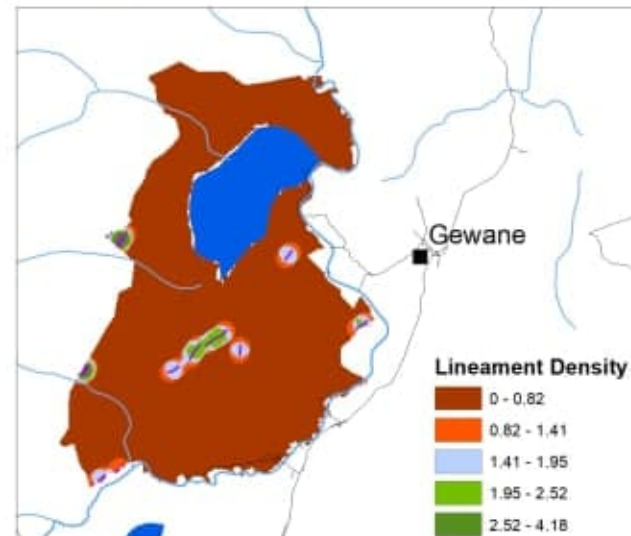 Gewane
Lineament Density
0 - 0.82
0.82 - 1.41
1.41 - 1.95
1.95 - 2.52
2.52 - 4.18